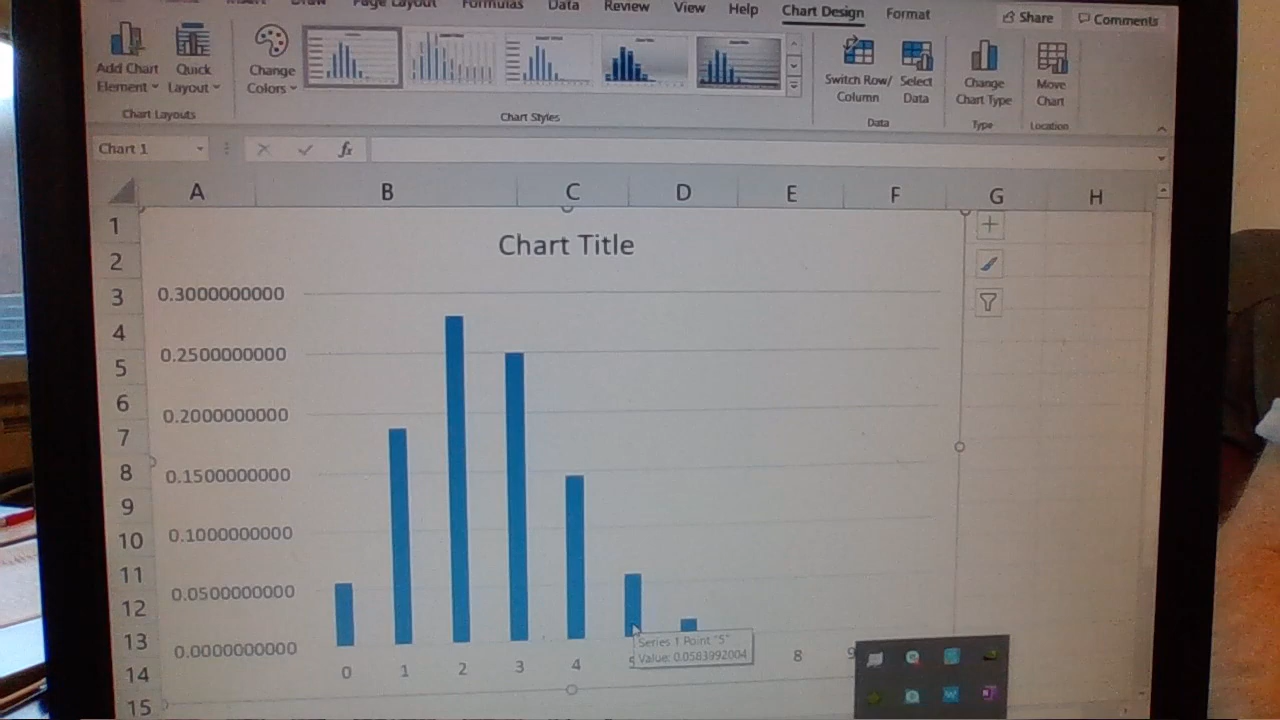 Draw Page Layout Formulas Data Review View Help Chart Design Format Share Comments
Add Chart Element
Quick Layout
Change Colors
Switch Row/ Column
Select Data
Change Chart Type
Move Chart
Chart Layouts
Chart Styles
Data
Type
Location
Chart 1
fx
A B C D E F G H
1
2
3
4
5
6
7
8
9
10
11
12
13
14
15
Chart Title
0.3000000000
0.2500000000
0.2000000000
0.1500000000
0.1000000000
0.0500000000
0.0000000000
0 1 2 3 4 5 8 9
Series 1 Point "5"
Value: 0.0583992004